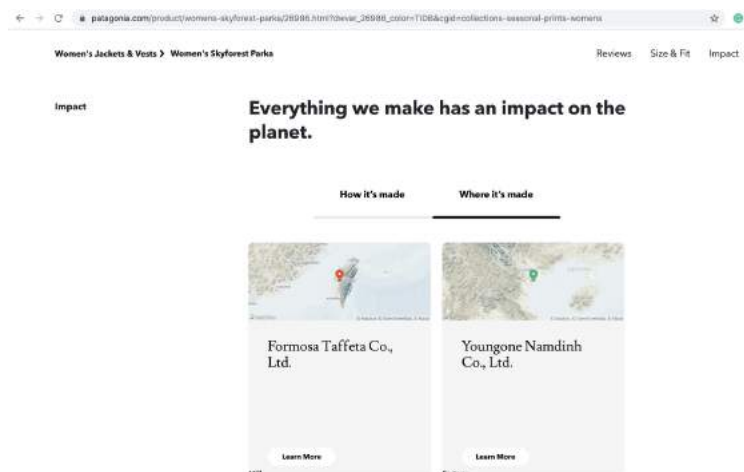 patagonia.com/product/womens-skyforest-parka/26986.html?dwvar_26986_color=TIDB&cgid=collections-seasonal-prints-womens
Women's Jackets & Vests > Women's Skyforest Parka
Reviews Size & Fit Impact
Impact
Everything we make has an impact on the
planet.
How it's made Where it's made
Formosa Taffeta Co.,
Ltd.
Youngone Namdinh
Co., Ltd.
Learn More Learn More